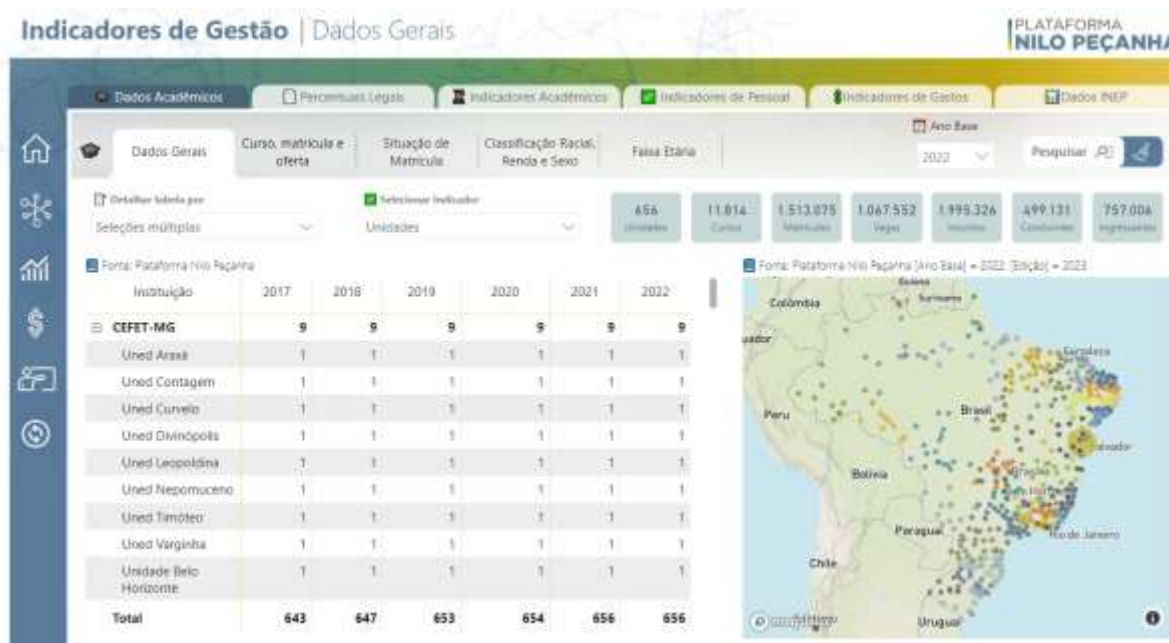 Indicadores de Gestão | Dados Gerais
PLATAFORMA
NILO PEÇANHA
Dados Acadêmicos
Percentuais Legais
Indicadores Acadêmicos
Indicadores de Pessoal
Indicadores de Gastos
Dados INEP
Dados Gerais
Curso, matrícula e
oferta
Situação de
Matrícula
Classificação Racial,
Renda e Sexo
Faixa Etária
Ano Base
2022
Pesquisar
Detalhar tabela por
Seleções múltiplas
Selecionar Indicador
Unidades
656
Unidades
11.814
Cursos
1.513.075
Matrículas
1.067.552
Vagas
1.995.326
Inscritos
499.131
Concluintes
757.006
Ingressantes
Fonte: Plataforma Nilo Peçanha
Instituição 2017 2018 2019 2020 2021 2022
CEFET-MG 9 9 9 9 9 9
Uned Araxá 1 1 1 1 1 1
Uned Contagem 1 1 1 1 1 1
Uned Curvelo 1 1 1 1 1 1
Uned Divinópolis 1 1 1 1 1 1
Uned Leopoldina 1 1 1 1 1 1
Uned Nepomuceno 1 1 1 1 1 1
Uned Timóteo 1 1 1 1 1 1
Uned Varginha 1 1 1 1 1 1
Unidade Belo
Horizonte 1 1 1 1 1 1
Total 643 647 653 654 656 656
Fonte: Plataforma Nilo Peçanha [Ano Base] = 2022 [Edição] = 2023
Suriname
Colômbia
uador
Fortaleza
Peru
Brasil
Salvador
Bolívia
Brasília
Paraguai
Rio de Janeiro
Chile
Uruguai